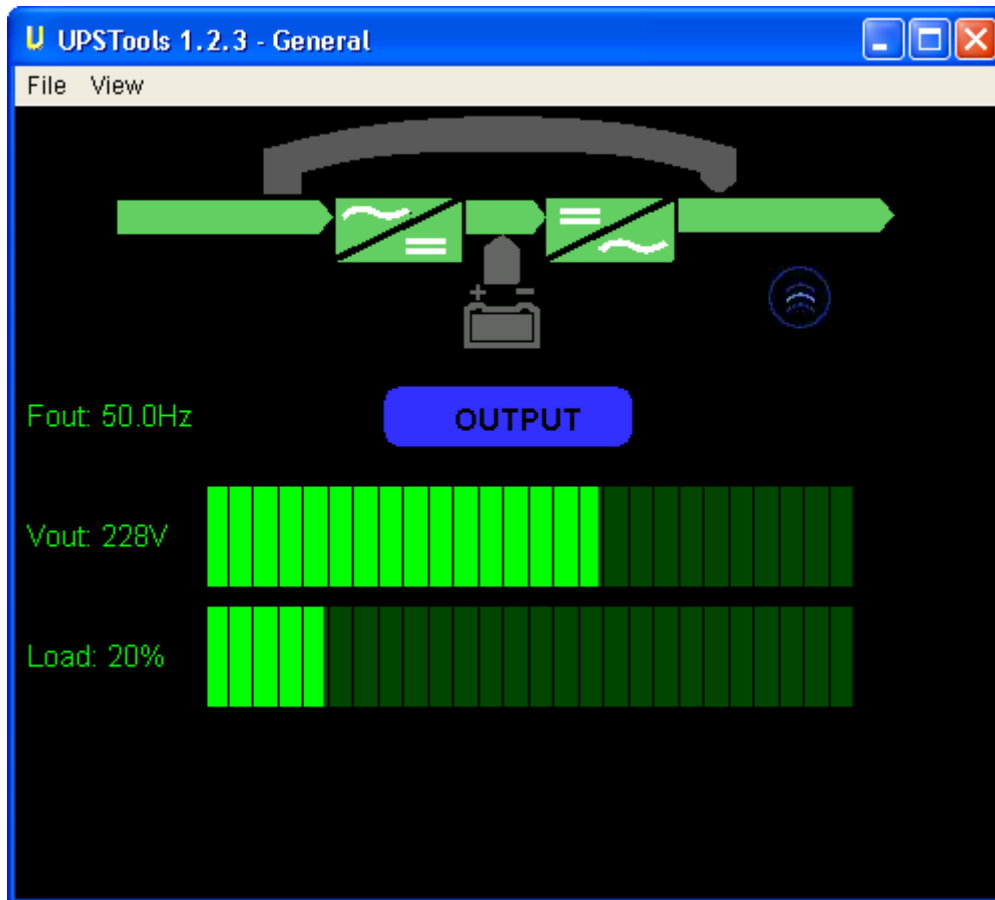 U UPSTools 1.2.3 - General
File View
+ -
Fout: 50.0Hz
OUTPUT
Vout: 228V
Load: 20%